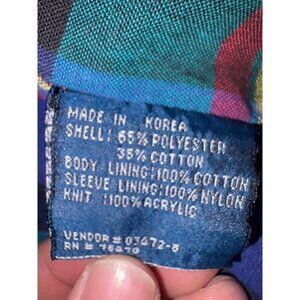 MADE IN KOREA
SHELL: 65% POLYESTER
35% COTTON
BODY LINING: 100% COTTON
SLEEVE LINING: 100% NYLON
KNIT : 100% ACRYLIC
VENDOR # 03472-8
RN #